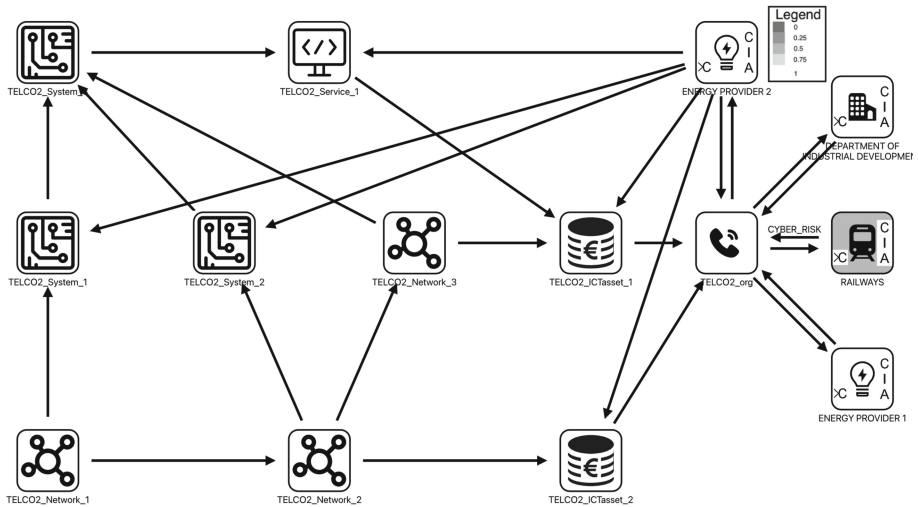 Legend
0
0.25
0.5
0.75
1
C
I
A
>C
TELCO2_System_
TELCO2_Service_1
ENERGY PROVIDER 2
C
I
A
>C
DEPARTMENT OF
INDUSTRIAL DEVELOPMEN
CYBER_RISK
C
I
A
>C
TELCO2_System_1
TELCO2_System_2
TELCO2_Network_3
TELCO2_ICTasset_1
TELCO2_org
RAILWAYS
C
I
A
>C
ENERGY PROVIDER 1
TELCO2_Network_1
TELCO2_Network_2
TELCO2_ICTasset_2